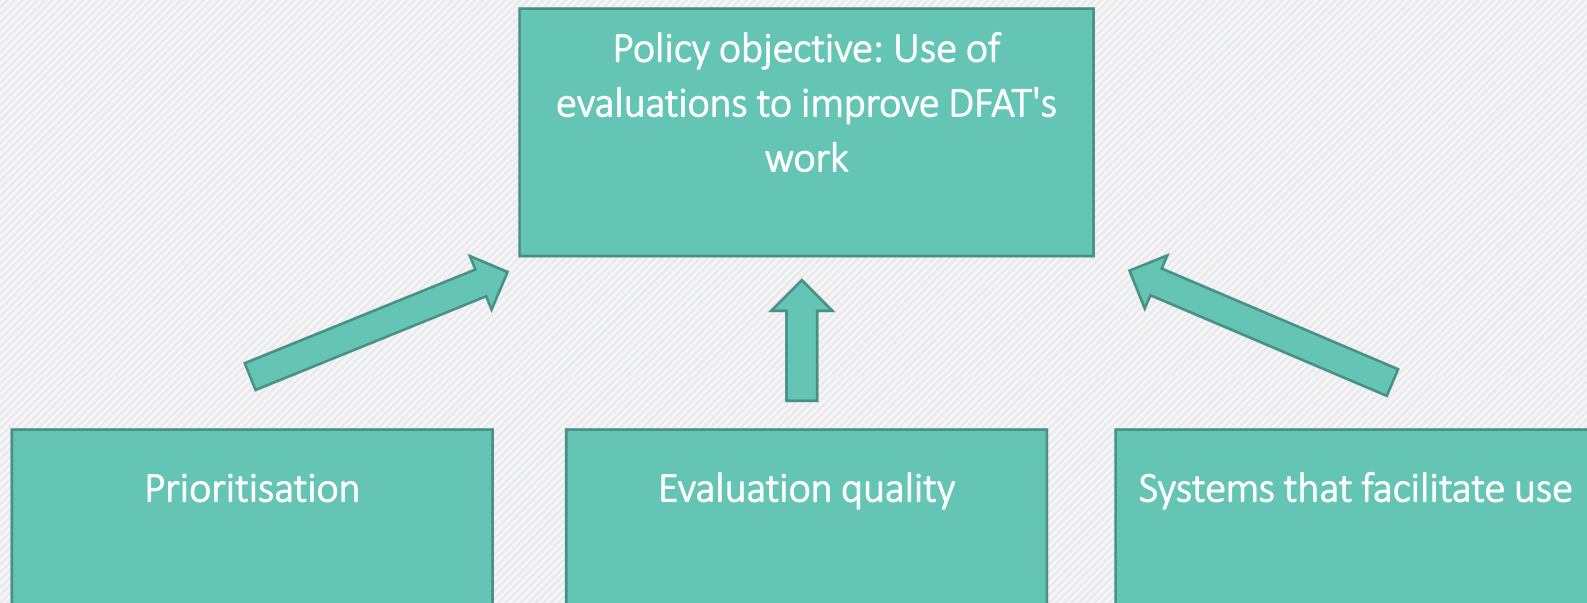 Policy objective: Use of
evaluations to improve DFAT's
work
Prioritisation
Evaluation quality
Systems that facilitate use